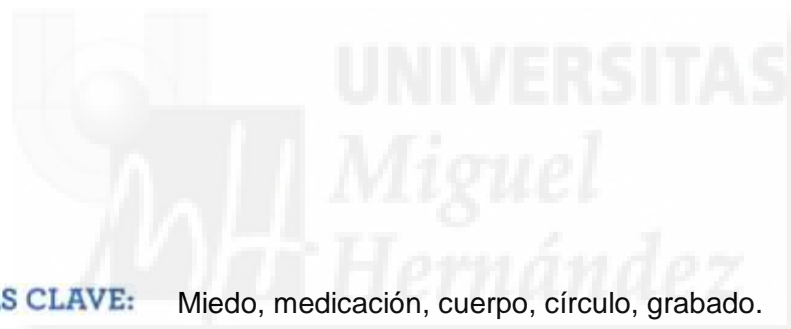 UNIVERSITAS
Miguel
Hernández
S CLAVE: Miedo, medicación, cuerpo, círculo, grabado.